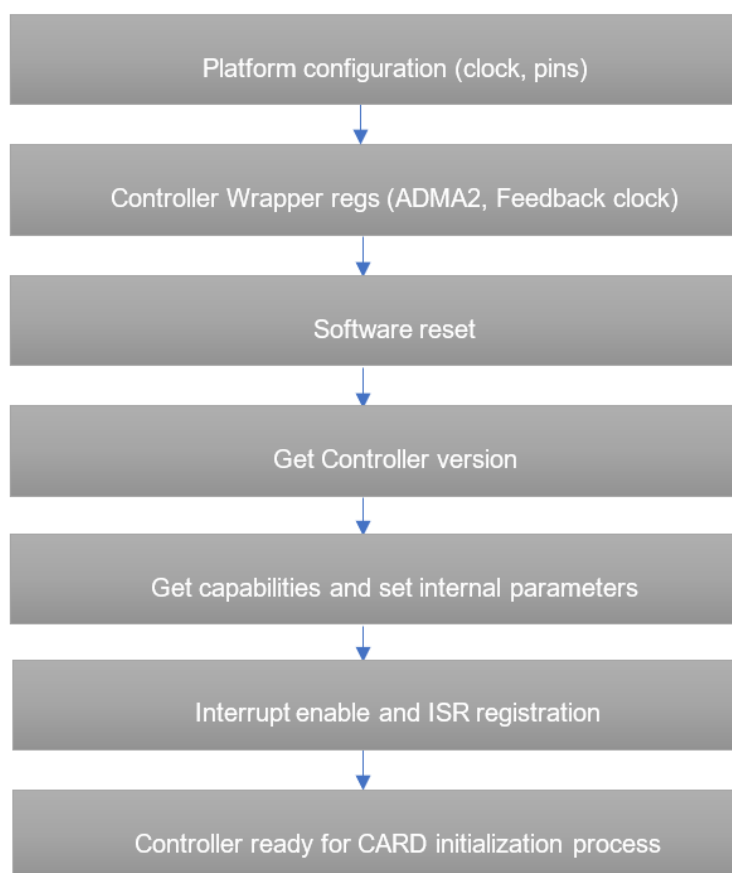 Platform configuration (clock, pins)
Controller Wrapper regs (ADMA2, Feedback clock)
Software reset
Get Controller version
Get capabilities and set internal parameters
Interrupt enable and ISR registration
Controller ready for CARD initialization process